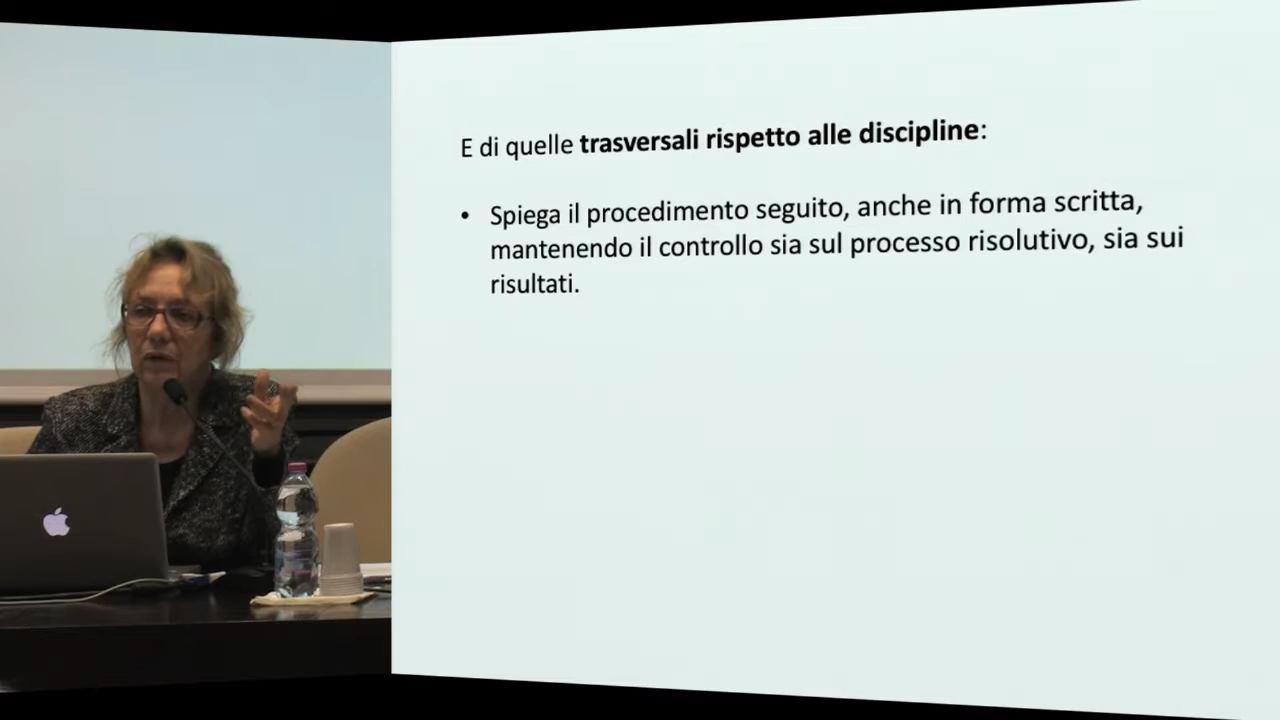 E di quelle trasversali rispetto alle discipline:
• Spiega il procedimento seguito, anche in forma scritta,
mantenendo il controllo sia sul processo risolutivo, sia sui
risultati.